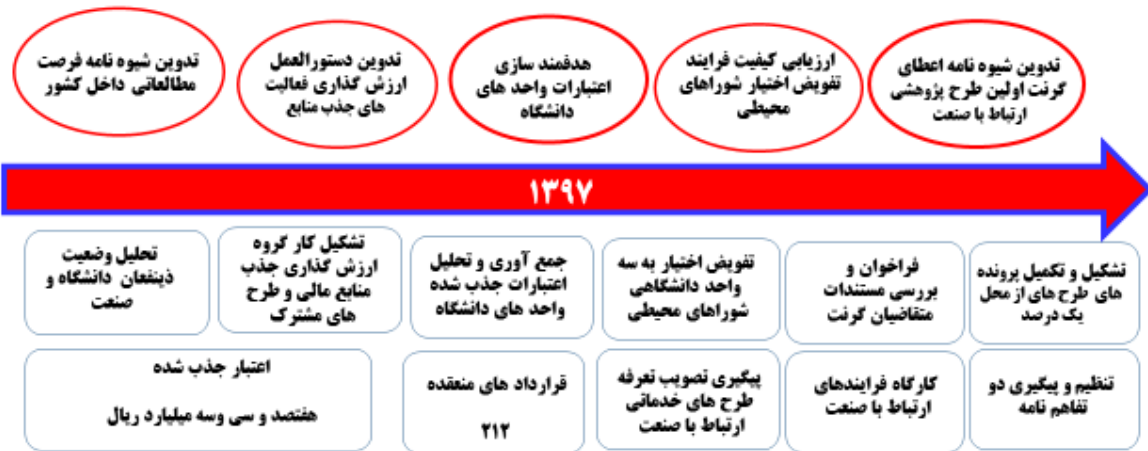 تدوین شیوه نامه اعطای
گرنت اولین طرح پژوهشی
ارتباط با صنعت
ارزیابی کیفیت فرایند
تفویض اختیار شوراهای
محیطی
هدفمند سازی
اعتبارات واحد های
دانشگاه
تدوین دستورالعمل
ارزش گذاری فعالیت
های جذب منابع
تدوین شیوه نامه فرصت
مطالعاتی داخل کشور
۱۳۹۷
تشکیل و تکمیل پرونده
های طرح های از محل
یک درصد
فراخوان و
بررسی مستندات
متقاضیان گرنت
تفویض اختیار به سه
واحد دانشگاهی
شوراهای محیطی
جمع آوری و تحلیل
اعتبارات جذب شده
واحد های دانشگاه
تشکیل کار گروه
ارزش گذاری جذب
منابع مالی و طرح
های مشترک
تحلیل وضعیت
ذینفعان دانشگاه و
صنعت
تنظیم و پیگیری دو
تفاهم نامه
کارگاه فرایندهای
ارتباط با صنعت
پیگیری تصویب تعرفه
طرح های خدماتی
ارتباط با صنعت
قرارداد های منعقده
۲۱۲
اعتبار جذب شده
هفتصد و سی وسه میلیارد ریال